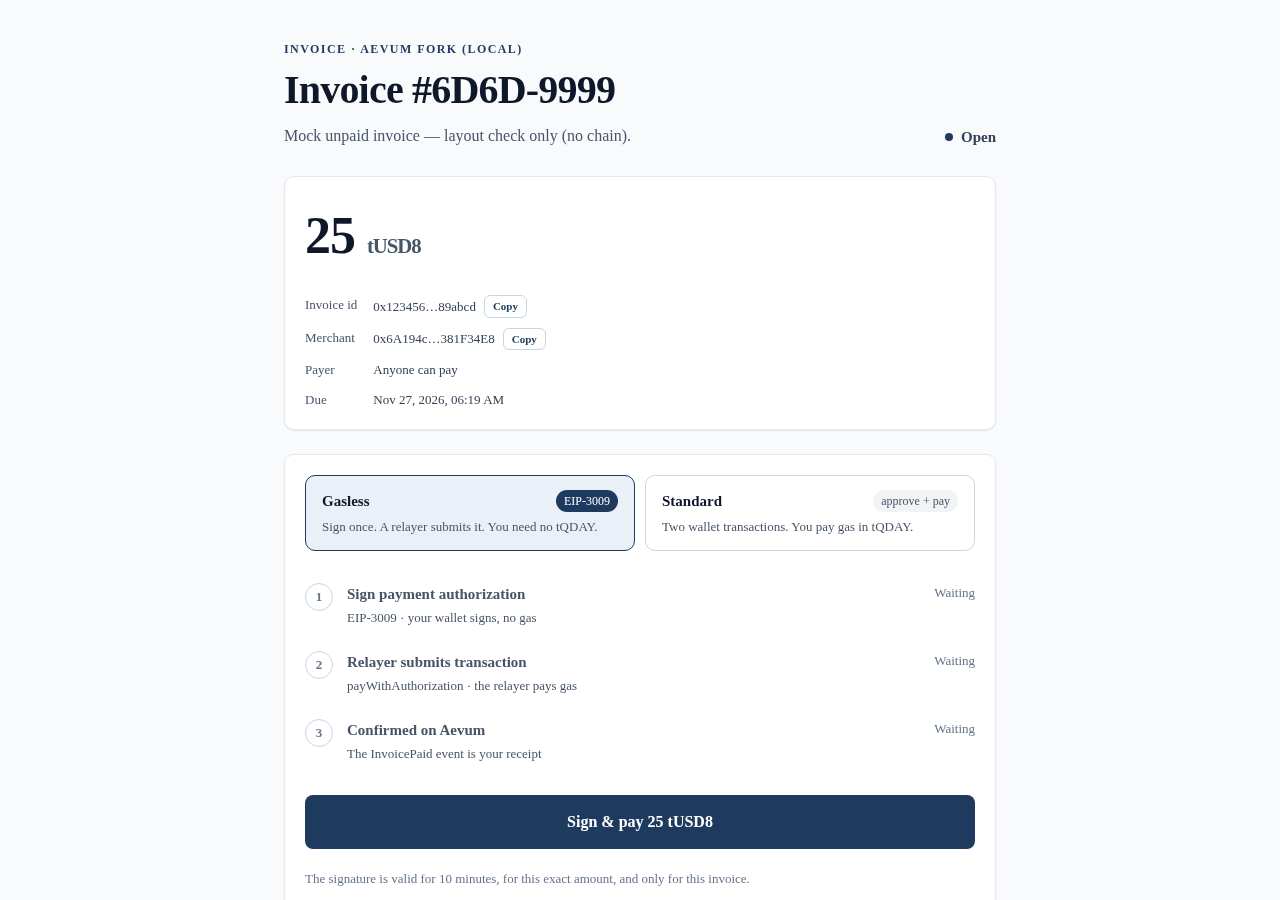 INVOICE · AEVUM FORK (LOCAL)
Invoice #6D6D-9999
Mock unpaid invoice — layout check only (no chain).
Open
25 tUSD8
Invoice id 0x123456…89abcd Copy
Merchant 0x6A194c…381F34E8 Copy
Payer Anyone can pay
Due Nov 27, 2026, 06:19 AM
Gasless EIP-3009
Sign once. A relayer submits it. You need no tQDAY.
Standard approve + pay
Two wallet transactions. You pay gas in tQDAY.
1 Sign payment authorization Waiting
EIP-3009 · your wallet signs, no gas
2 Relayer submits transaction Waiting
payWithAuthorization · the relayer pays gas
3 Confirmed on Aevum Waiting
The InvoicePaid event is your receipt
Sign & pay 25 tUSD8
The signature is valid for 10 minutes, for this exact amount, and only for this invoice.